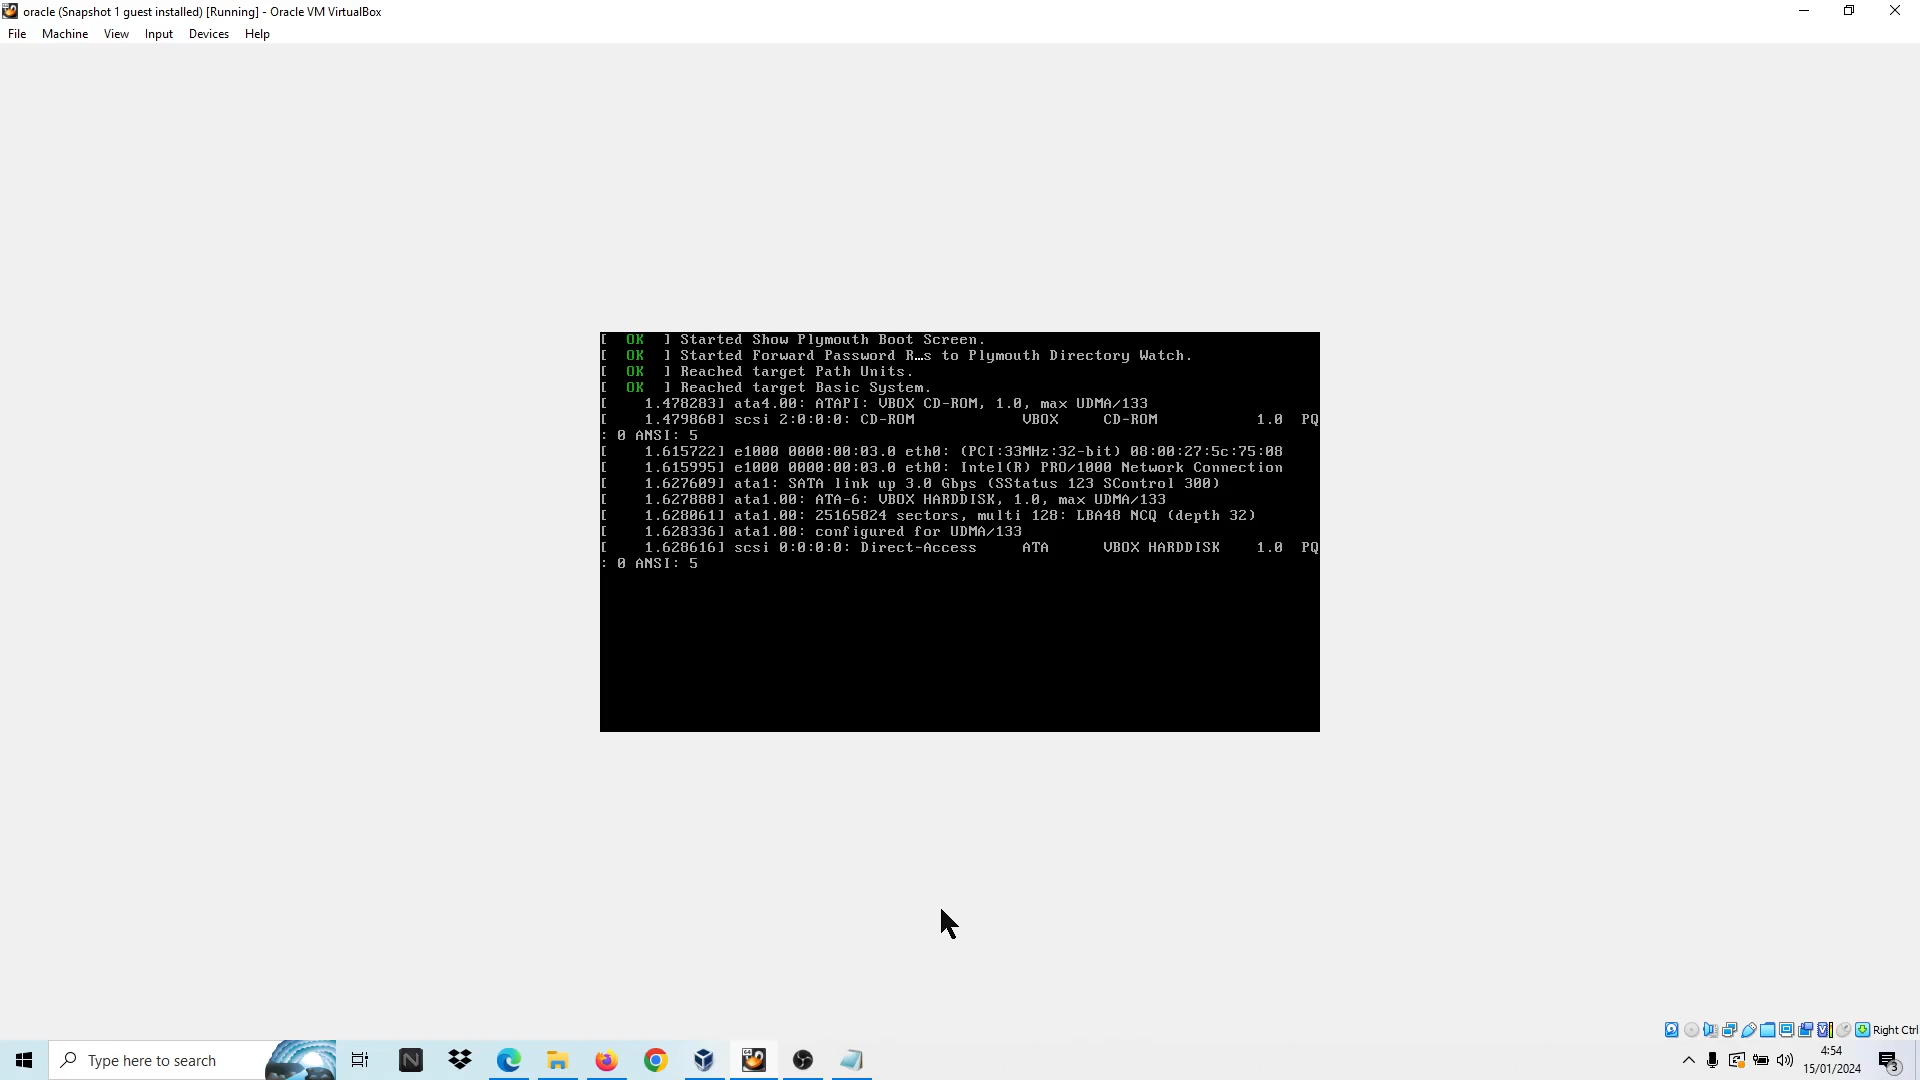 oracle (Snapshot 1 guest installed) [Running] - Oracle VM VirtualBox
File Machine View Input Devices Help
[  OK  ] Started Show Plymouth Boot Screen.
[  OK  ] Started Forward Password R…s to Plymouth Directory Watch.
[  OK  ] Reached target Path Units.
[  OK  ] Reached target Basic System.
[    1.478283] ata4.00: ATAPI: VBOX CD-ROM, 1.0, max UDMA/133
[    1.479868] scsi 2:0:0:0: CD-ROM            VBOX     CD-ROM           1.0  PQ
: 0 ANSI: 5
[    1.615722] e1000 0000:00:03.0 eth0: (PCI:33MHz:32-bit) 08:00:27:5c:75:08
[    1.615995] e1000 0000:00:03.0 eth0: Intel(R) PRO/1000 Network Connection
[    1.627609] ata1: SATA link up 3.0 Gbps (SStatus 123 SControl 300)
[    1.627888] ata1.00: ATA-6: VBOX HARDDISK, 1.0, max UDMA/133
[    1.628061] ata1.00: 25165824 sectors, multi 128: LBA48 NCQ (depth 32)
[    1.628336] ata1.00: configured for UDMA/133
[    1.628616] scsi 0:0:0:0: Direct-Access     ATA      VBOX HARDDISK    1.0  PQ
: 0 ANSI: 5
Right Ctrl
Type here to search
4:54
15/01/2024
3